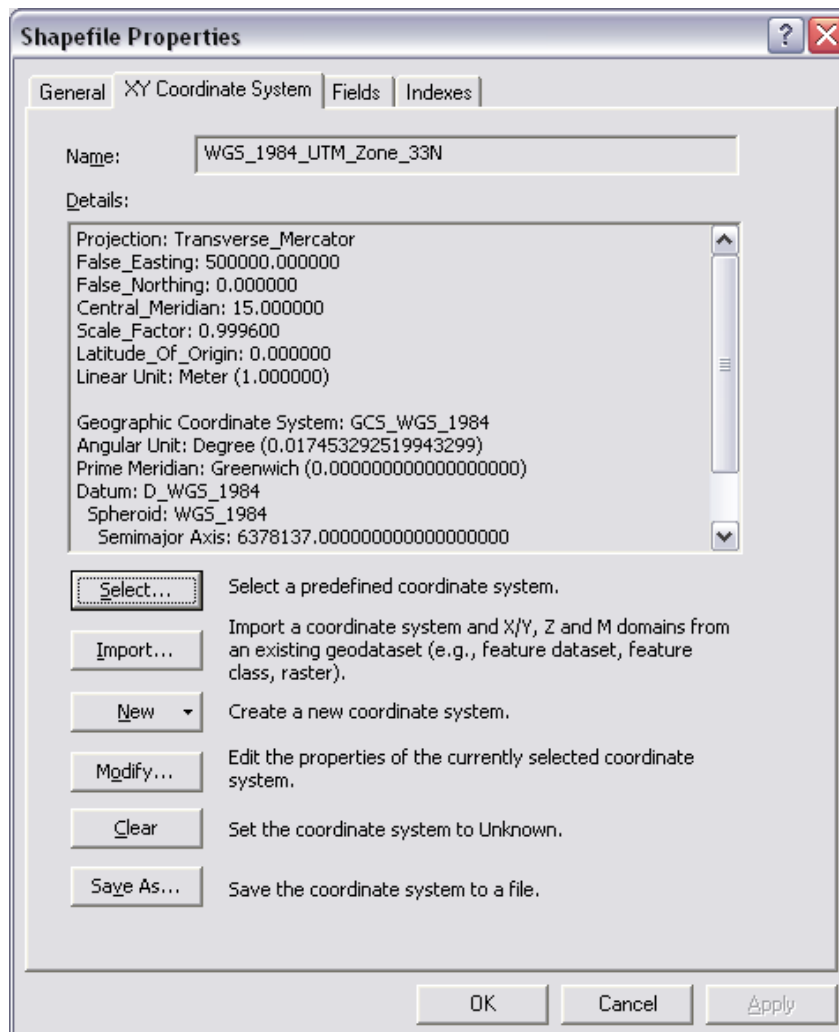 Shapefile Properties
General XY Coordinate System Fields Indexes
Name: WGS_1984_UTM_Zone_33N
Details:
Projection: Transverse_Mercator
False_Easting: 500000.000000
False_Northing: 0.000000
Central_Meridian: 15.000000
Scale_Factor: 0.999600
Latitude_Of_Origin: 0.000000
Linear Unit: Meter (1.000000)
Geographic Coordinate System: GCS_WGS_1984
Angular Unit: Degree (0.017453292519943299)
Prime Meridian: Greenwich (0.000000000000000000)
Datum: D_WGS_1984
Spheroid: WGS_1984
Semimajor Axis: 6378137.000000000000000000
Select... Select a predefined coordinate system.
Import... Import a coordinate system and X/Y, Z and M domains from
an existing geodataset (e.g., feature dataset, feature
class, raster).
New Create a new coordinate system.
Modify... Edit the properties of the currently selected coordinate
system.
Clear Set the coordinate system to Unknown.
Save As... Save the coordinate system to a file.
OK Cancel Apply